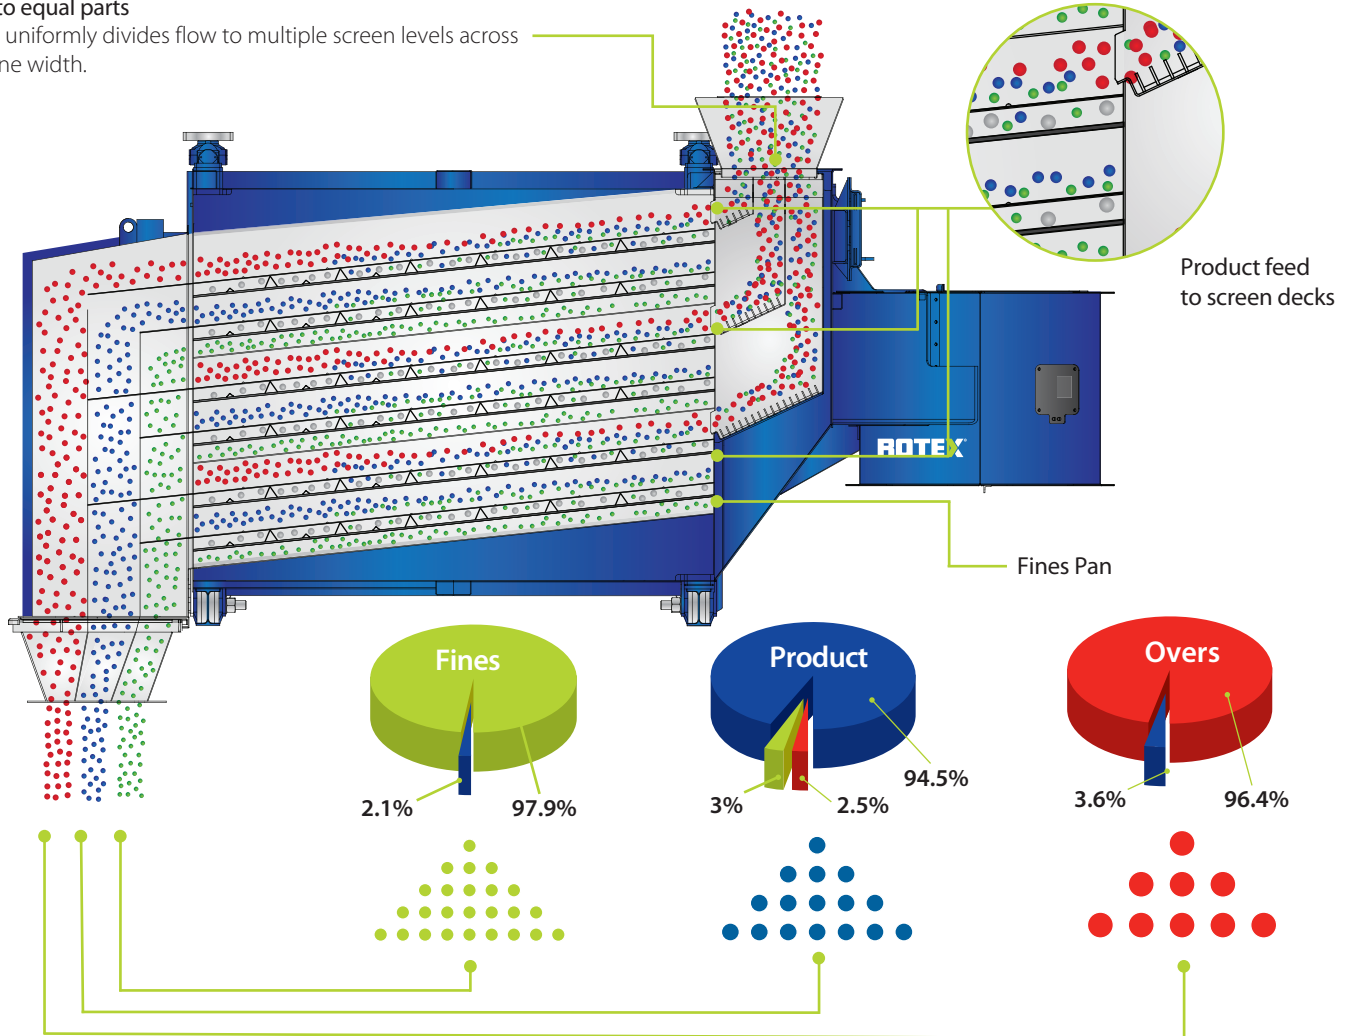 to equal parts
uniformly divides flow to multiple screen levels across
ne width.
Product feed
to screen decks
ROTEX
Fines Pan
Fines
Product
Overs
2.1%
97.9%
3%
2.5%
94.5%
3.6%
96.4%